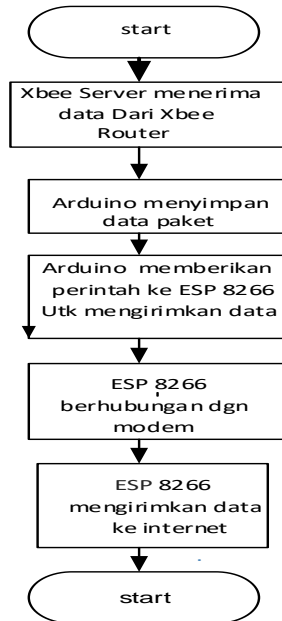 start
Xbee Server menerima
data Dari Xbee
Router
Arduino menyimpan
data paket
Arduino memberikan
perintah ke ESP 8266
Utk mengirimkan data
ESP 8266
berhubungan dgn
modem
ESP 8266
mengirimkan data
ke internet
start